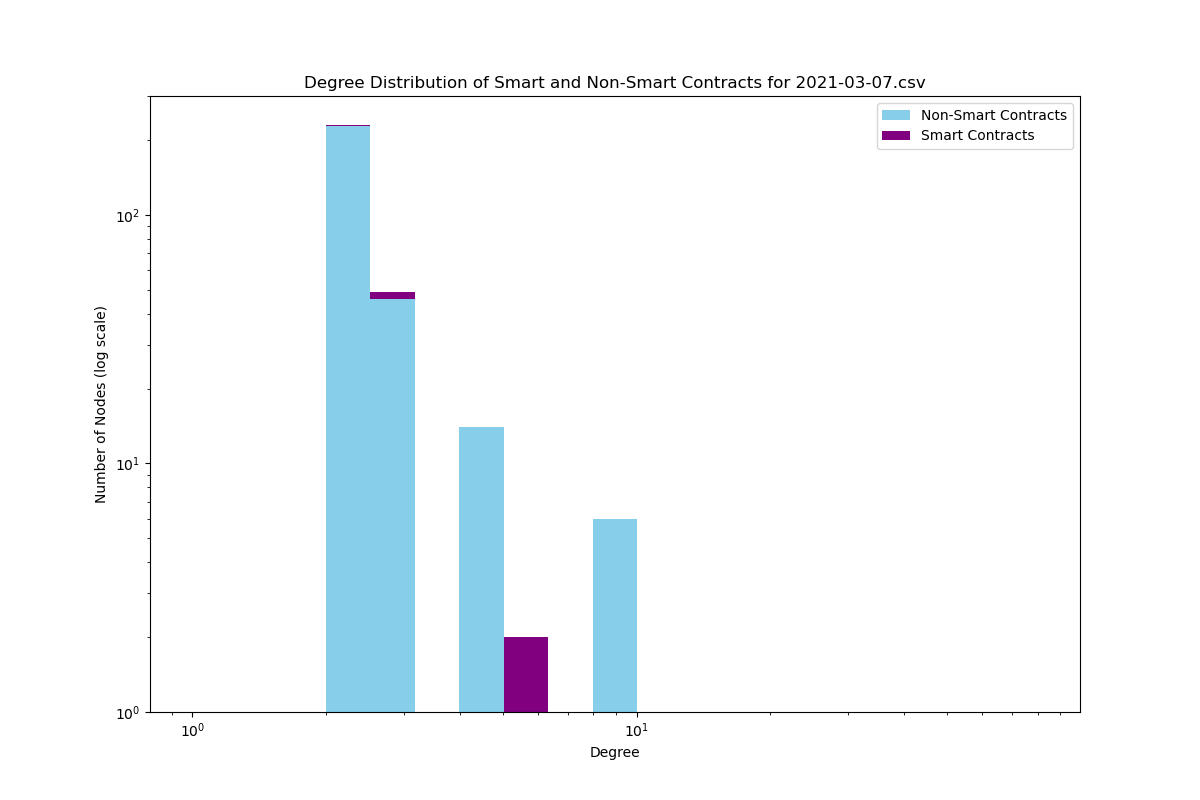 Degree Distribution of Smart and Non-Smart Contracts for 2021-03-07.csv
Non-Smart Contracts
Smart Contracts
Number of Nodes (log scale)
10²
10¹
10⁰
10⁰ 10¹
Degree